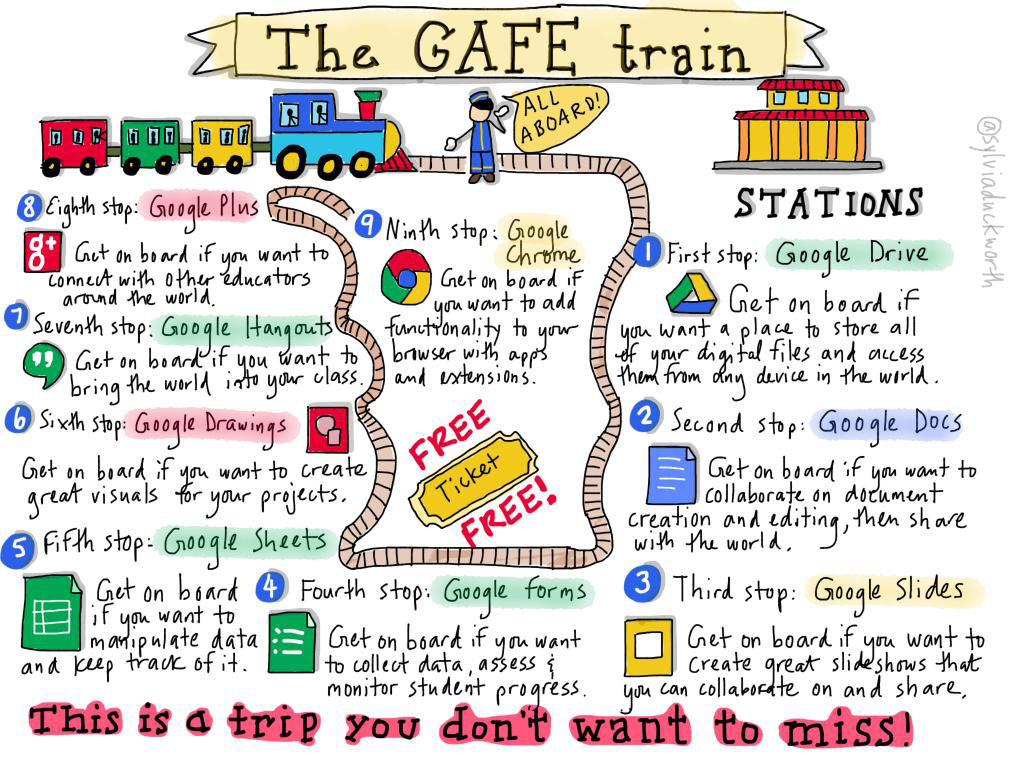 The GAFE train
ALL
ABOARD!
@sylviaduckworth
STATIONS
1 First stop: Google Drive
Get on board if
you want a place to store all
of your digital files and access
them from any device in the world.
2 Second stop: Google Docs
Get on board if you want to
collaborate on document
creation and editing, then share
with the world.
3 Third stop: Google Slides
Get on board if you want to
Create great slideshows that
you can collaborate on and share.
4 Fourth stop: Google forms
Get on board if you want
to collect data, assess &
monitor student progress.
5 Fifth stop: Google Sheets
Get on board
if you want to
manipulate data
and keep track of it.
6 Sixth stop: Google Drawings
Get on board if you want to create
great visuals for your projects.
7 Seventh stop: Google Hangouts
Get on board if you want to
bring the world into your class.
8 Eighth stop: Google Plus
g+
Get on board if you want to
connect with other educators
around the world.
9 Ninth stop: Google
Chrome
Get on board if
you want to add
functionality to your
browser with apps
and extensions.
FREE
Ticket
FREE!
This is a trip you don't want to miss!